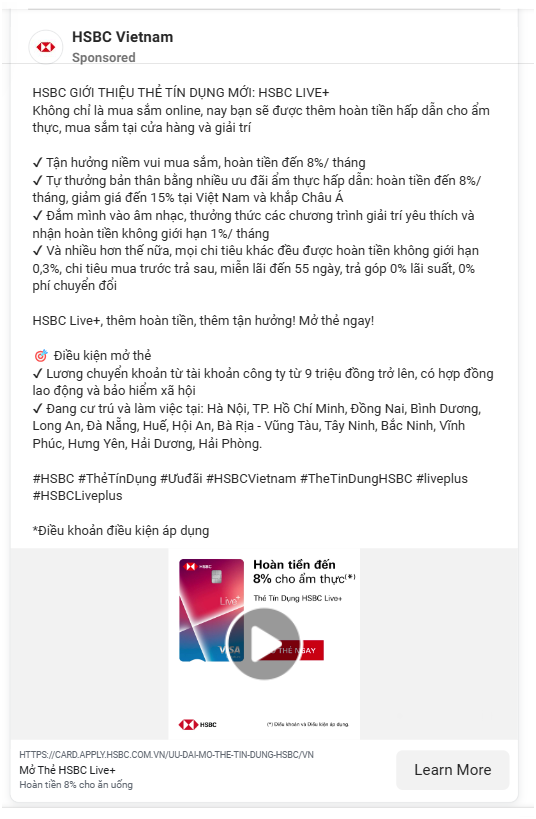 HSBC Vietnam
Sponsored
HSBC GIỚI THIỆU THẺ TÍN DỤNG MỚI: HSBC LIVE+
Không chỉ là mua sắm online, nay bạn sẽ được thêm hoàn tiền hấp dẫn cho ẩm
thực, mua sắm tại cửa hàng và giải trí
✓ Tận hưởng niềm vui mua sắm, hoàn tiền đến 8%/ tháng
✓ Tự thưởng bản thân bằng nhiều ưu đãi ẩm thực hấp dẫn: hoàn tiền đến 8%/
tháng, giảm giá đến 15% tại Việt Nam và khắp Châu Á
✓ Đắm mình vào âm nhạc, thưởng thức các chương trình giải trí yêu thích và
nhận hoàn tiền không giới hạn 1%/ tháng
✓ Và nhiều hơn thế nữa, mọi chi tiêu khác đều được hoàn tiền không giới hạn
0,3%, chi tiêu mua trước trả sau, miễn lãi đến 55 ngày, trả góp 0% lãi suất, 0%
phí chuyển đổi
HSBC Live+, thêm hoàn tiền, thêm tận hưởng! Mở thẻ ngay!
🎯 Điều kiện mở thẻ
✓ Lương chuyển khoản từ tài khoản công ty từ 9 triệu đồng trở lên, có hợp đồng
lao động và bảo hiểm xã hội
✓ Đang cư trú và làm việc tại: Hà Nội, TP. Hồ Chí Minh, Đồng Nai, Bình Dương,
Long An, Đà Nẵng, Huế, Hội An, Bà Rịa - Vũng Tàu, Tây Ninh, Bắc Ninh, Vĩnh
Phúc, Hưng Yên, Hải Dương, Hải Phòng.
#HSBC #ThẻTínDụng #Ưuđãi #HSBCVietnam #TheTinDungHSBC #liveplus
#HSBCLiveplus
*Điều khoản điều kiện áp dụng
HSBC
Live+
VISA
Hoàn tiền đến
8% cho ẩm thực(*)
Thẻ Tín Dụng HSBC Live+
THẺ NGAY
HSBC
(*) Điều khoản và Điều kiện áp dụng.
HTTPS://CARD.APPLY.HSBC.COM.VN/UU-DAI-MO-THE-TIN-DUNG-HSBC/VN
Mở Thẻ HSBC Live+
Hoàn tiền 8% cho ăn uống
Learn More